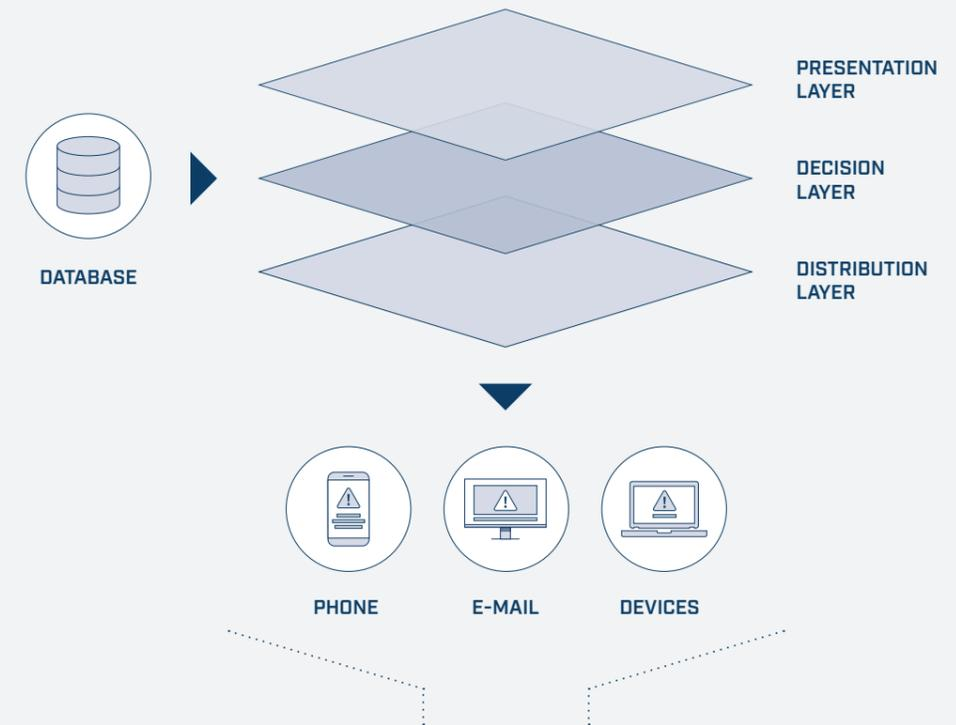 PRESENTATION
LAYER
DECISION
LAYER
DATABASE
DISTRIBUTION
LAYER
PHONE
E-MAIL
DEVICES